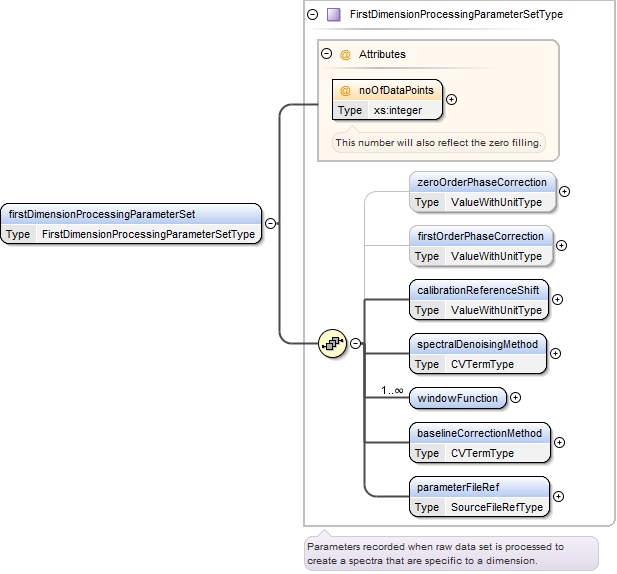 FirstDimensionProcessingParameterSetType
@ Attributes
@ noOfDataPoints
Type xs:integer
This number will also reflect the zero filling.
firstDimensionProcessingParameterSet
Type FirstDimensionProcessingParameterSetType
zeroOrderPhaseCorrection
Type ValueWithUnitType
firstOrderPhaseCorrection
Type ValueWithUnitType
calibrationReferenceShift
Type ValueWithUnitType
spectralDenoisingMethod
Type CVTermType
1..∞
windowFunction
baselineCorrectionMethod
Type CVTermType
parameterFileRef
Type SourceFileRefType
Parameters recorded when raw data set is processed to
create a spectra that are specific to a dimension.